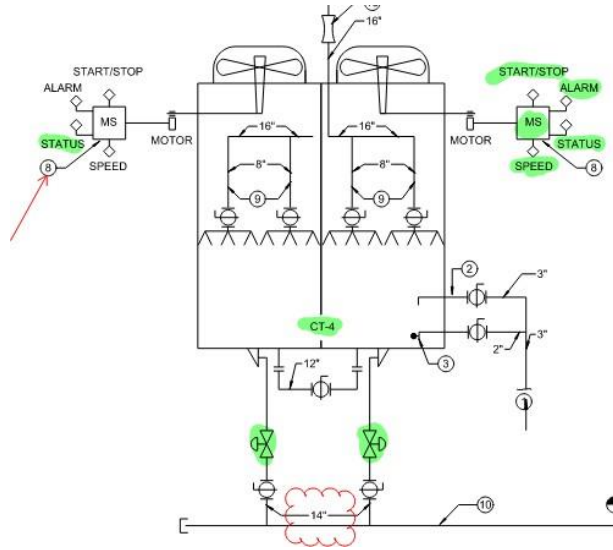 16"
START/STOP
START/STOP
ALARM
ALARM
MS
MS
STATUS
STATUS
MOTOR
MOTOR
8
SPEED
SPEED
8
16"
16"
8"
8"
9
9
2
3"
CT-4
3"
2"
3
12"
1
14"
10